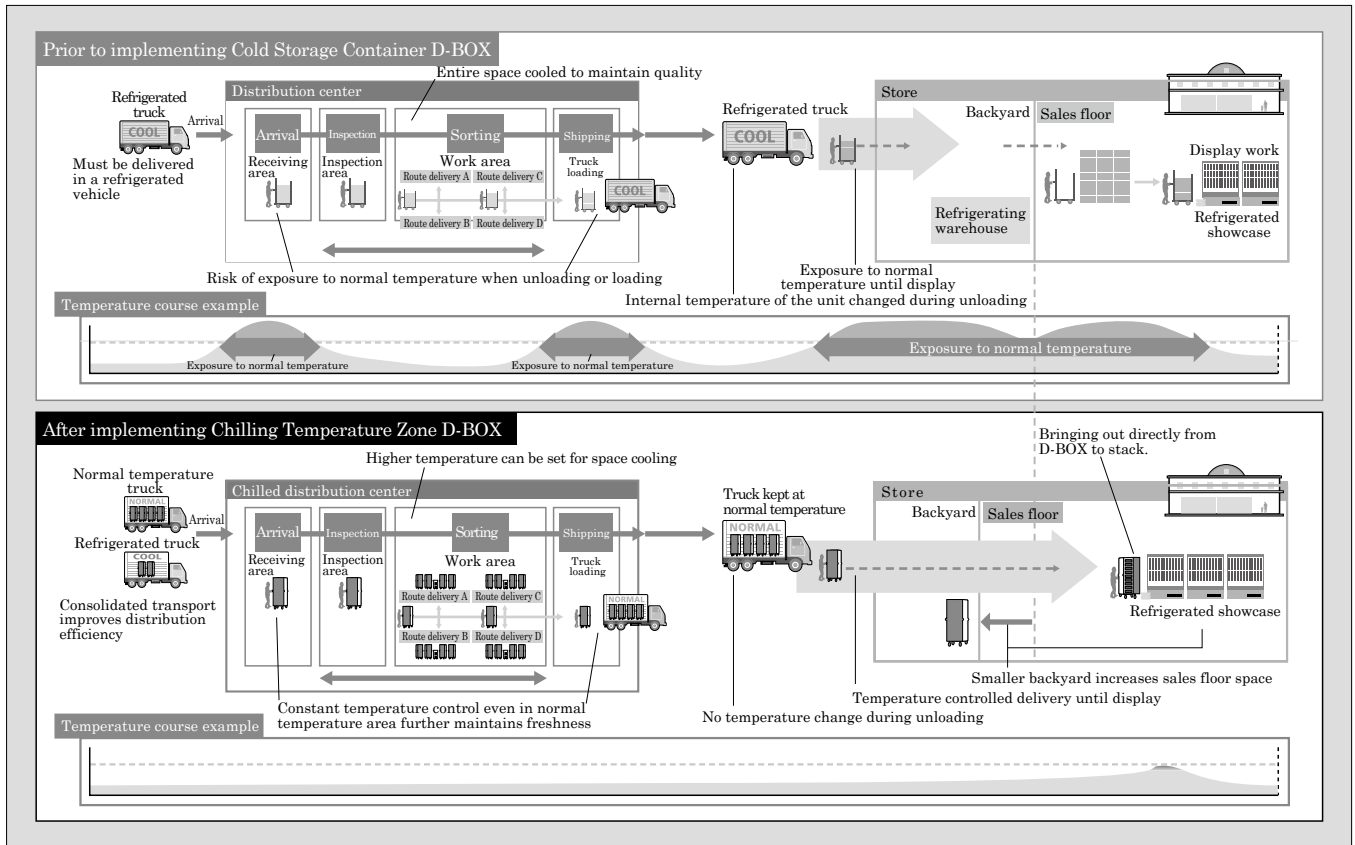 Prior to implementing Cold Storage Container D-BOX
Entire space cooled to maintain quality
Refrigerated
truck
COOL
Arrival
Must be delivered
in a refrigerated
vehicle
Distribution center
Arrival
Inspection
Sorting
Shipping
Receiving
area
Inspection
area
Work area
Truck
loading
Route delivery A
Route delivery C
Route delivery B
Route delivery D
COOL
Risk of exposure to normal temperature when unloading or loading
Refrigerated truck
COOL
Exposure to normal
temperature until display
Internal temperature of the unit changed during unloading
Store
Backyard
Sales floor
Refrigerating
warehouse
Display work
Refrigerated
showcase
Temperature course example
Exposure to normal temperature
Exposure to normal temperature
Exposure to normal temperature
After implementing Chilling Temperature Zone D-BOX
Higher temperature can be set for space cooling
Normal temperature
truck
NORMAL
Arrival
Refrigerated truck
COOL
Consolidated transport
improves distribution
efficiency
Chilled distribution center
Arrival
Inspection
Sorting
Shipping
Receiving
area
Inspection
area
Work area
Truck
loading
Route delivery A
Route delivery C
Route delivery B
Route delivery D
NORMAL
Constant temperature control even in normal
temperature area further maintains freshness
Truck kept at
normal temperature
NORMAL
No temperature change during unloading
Temperature controlled delivery until display
Store
Backyard
Sales floor
Bringing out directly from
D-BOX to stack.
Refrigerated showcase
Smaller backyard increases sales floor space
Temperature course example